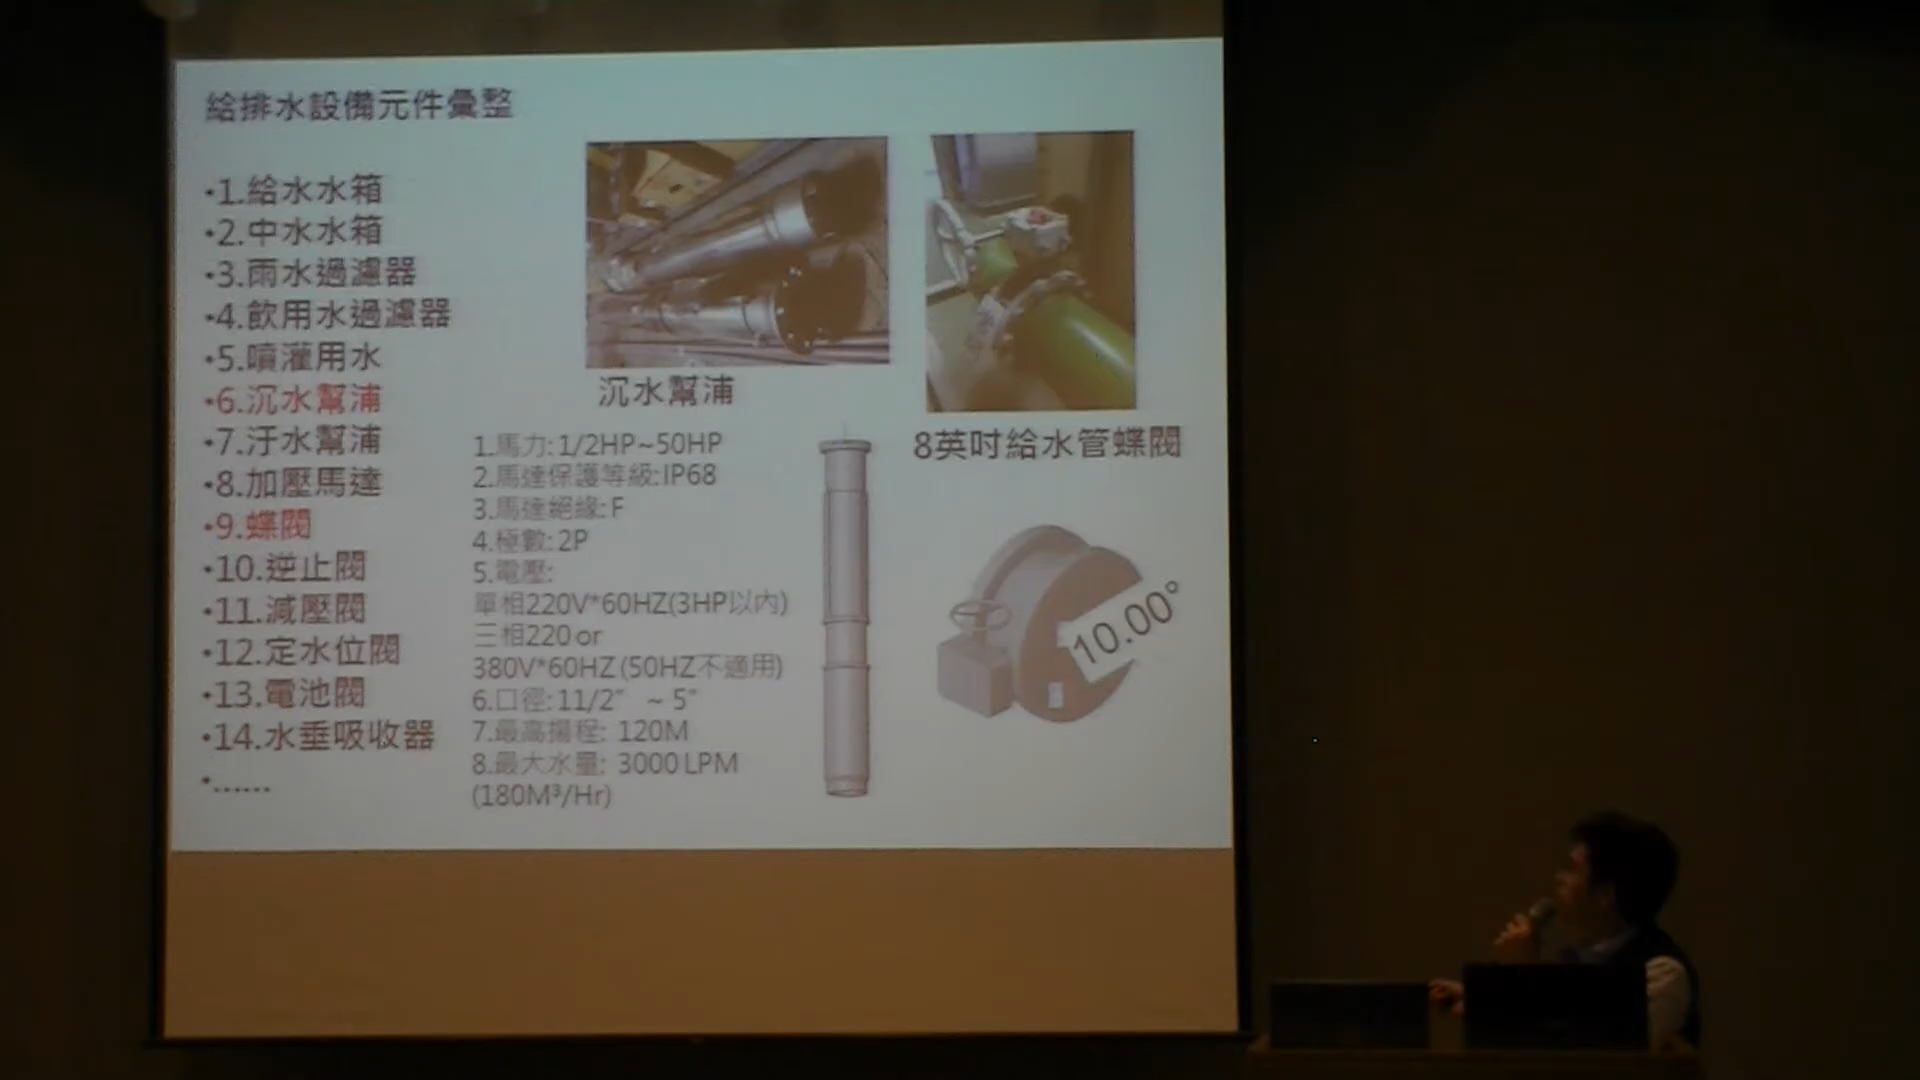 給排水設備元件彙整
•1.給水水箱
•2.中水水箱
•3.雨水過濾器
•4.飲用水過濾器
•5.噴灌用水
•6.沉水幫浦
•7.汙水幫浦
•8.加壓馬達
•9.蝶閥
•10.逆止閥
•11.減壓閥
•12.定水位閥
•13.電池閥
•14.水垂吸收器
•......
沉水幫浦
1.馬力: 1/2HP~50HP
2.馬達保護等級: IP68
3.馬達絕緣: F
4.極數: 2P
5.電壓:
單相220V*60HZ(3HP以內)
三相220 or
380V*60HZ (50HZ不適用)
6.口徑: 11/2” ~ 5”
7.最高揚程: 120M
8.最大水量: 3000 LPM
(180M³/Hr)
8英吋給水管蝶閥
10.00°